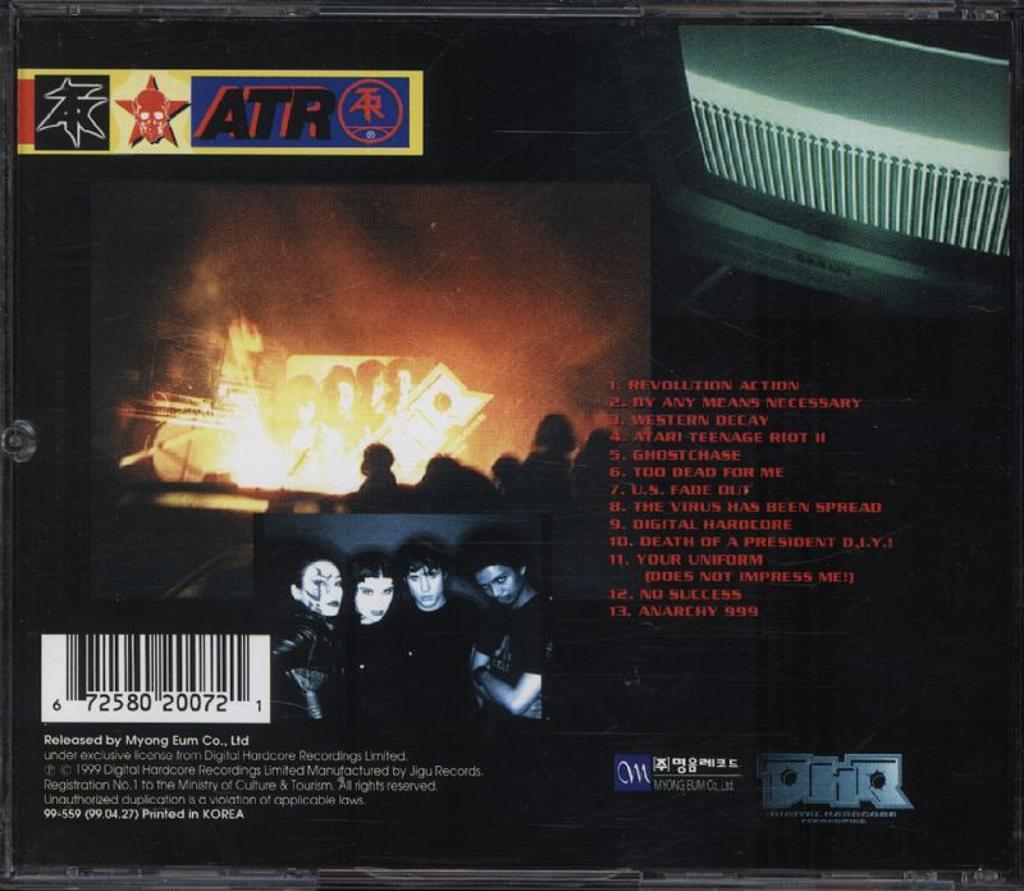 ATR
1. REVOLUTION ACTION
2. BY ANY MEANS NECESSARY
3. WESTERN DECAY
4. ATARI TEENAGE RIOT II
5. GHOSTCHASE
6. TOO DEAD FOR ME
7. U.S. FADE OUT
8. THE VIRUS HAS BEEN SPREAD
9. DIGITAL HARDCORE
10. DEATH OF A PRESIDENT D.I.Y.!
11. YOUR UNIFORM
(DOES NOT IMPRESS ME!)
12. NO SUCCESS
13. ANARCHY 999
6 72580 20072 1
Released by Myong Eum Co., Ltd
under exclusive license from Digital Hardcore Recordings Limited.
℗ © 1999 Digital Hardcore Recordings Limited Manufactured by Jigu Records.
Registration No.1 to the Ministry of Culture & Tourism. All rights reserved.
Unauthorized duplication is a violation of applicable laws.
99-559 (99.04.27) Printed in KOREA
m (주)명음레코드
MYONG EUM Co., Ltd.
DHR
DIGITAL HARDCORE
RECORDINGS